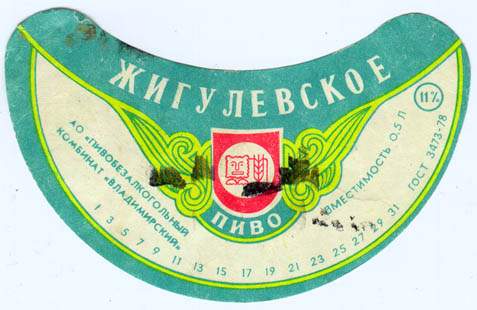 ЖИГУЛЕВСКОЕ
11%
АО «ПИВОБЕЗАЛКОГОЛЬНЫЙ
КОМБИНАТ «ВЛАДИМИРСКИЙ»
ПИВО
ВМЕСТИМОСТЬ 0,5 Л
ГОСТ 3473-78
1 3 5 7 9 11 13 15 17 19 21 23 25 27 29 31